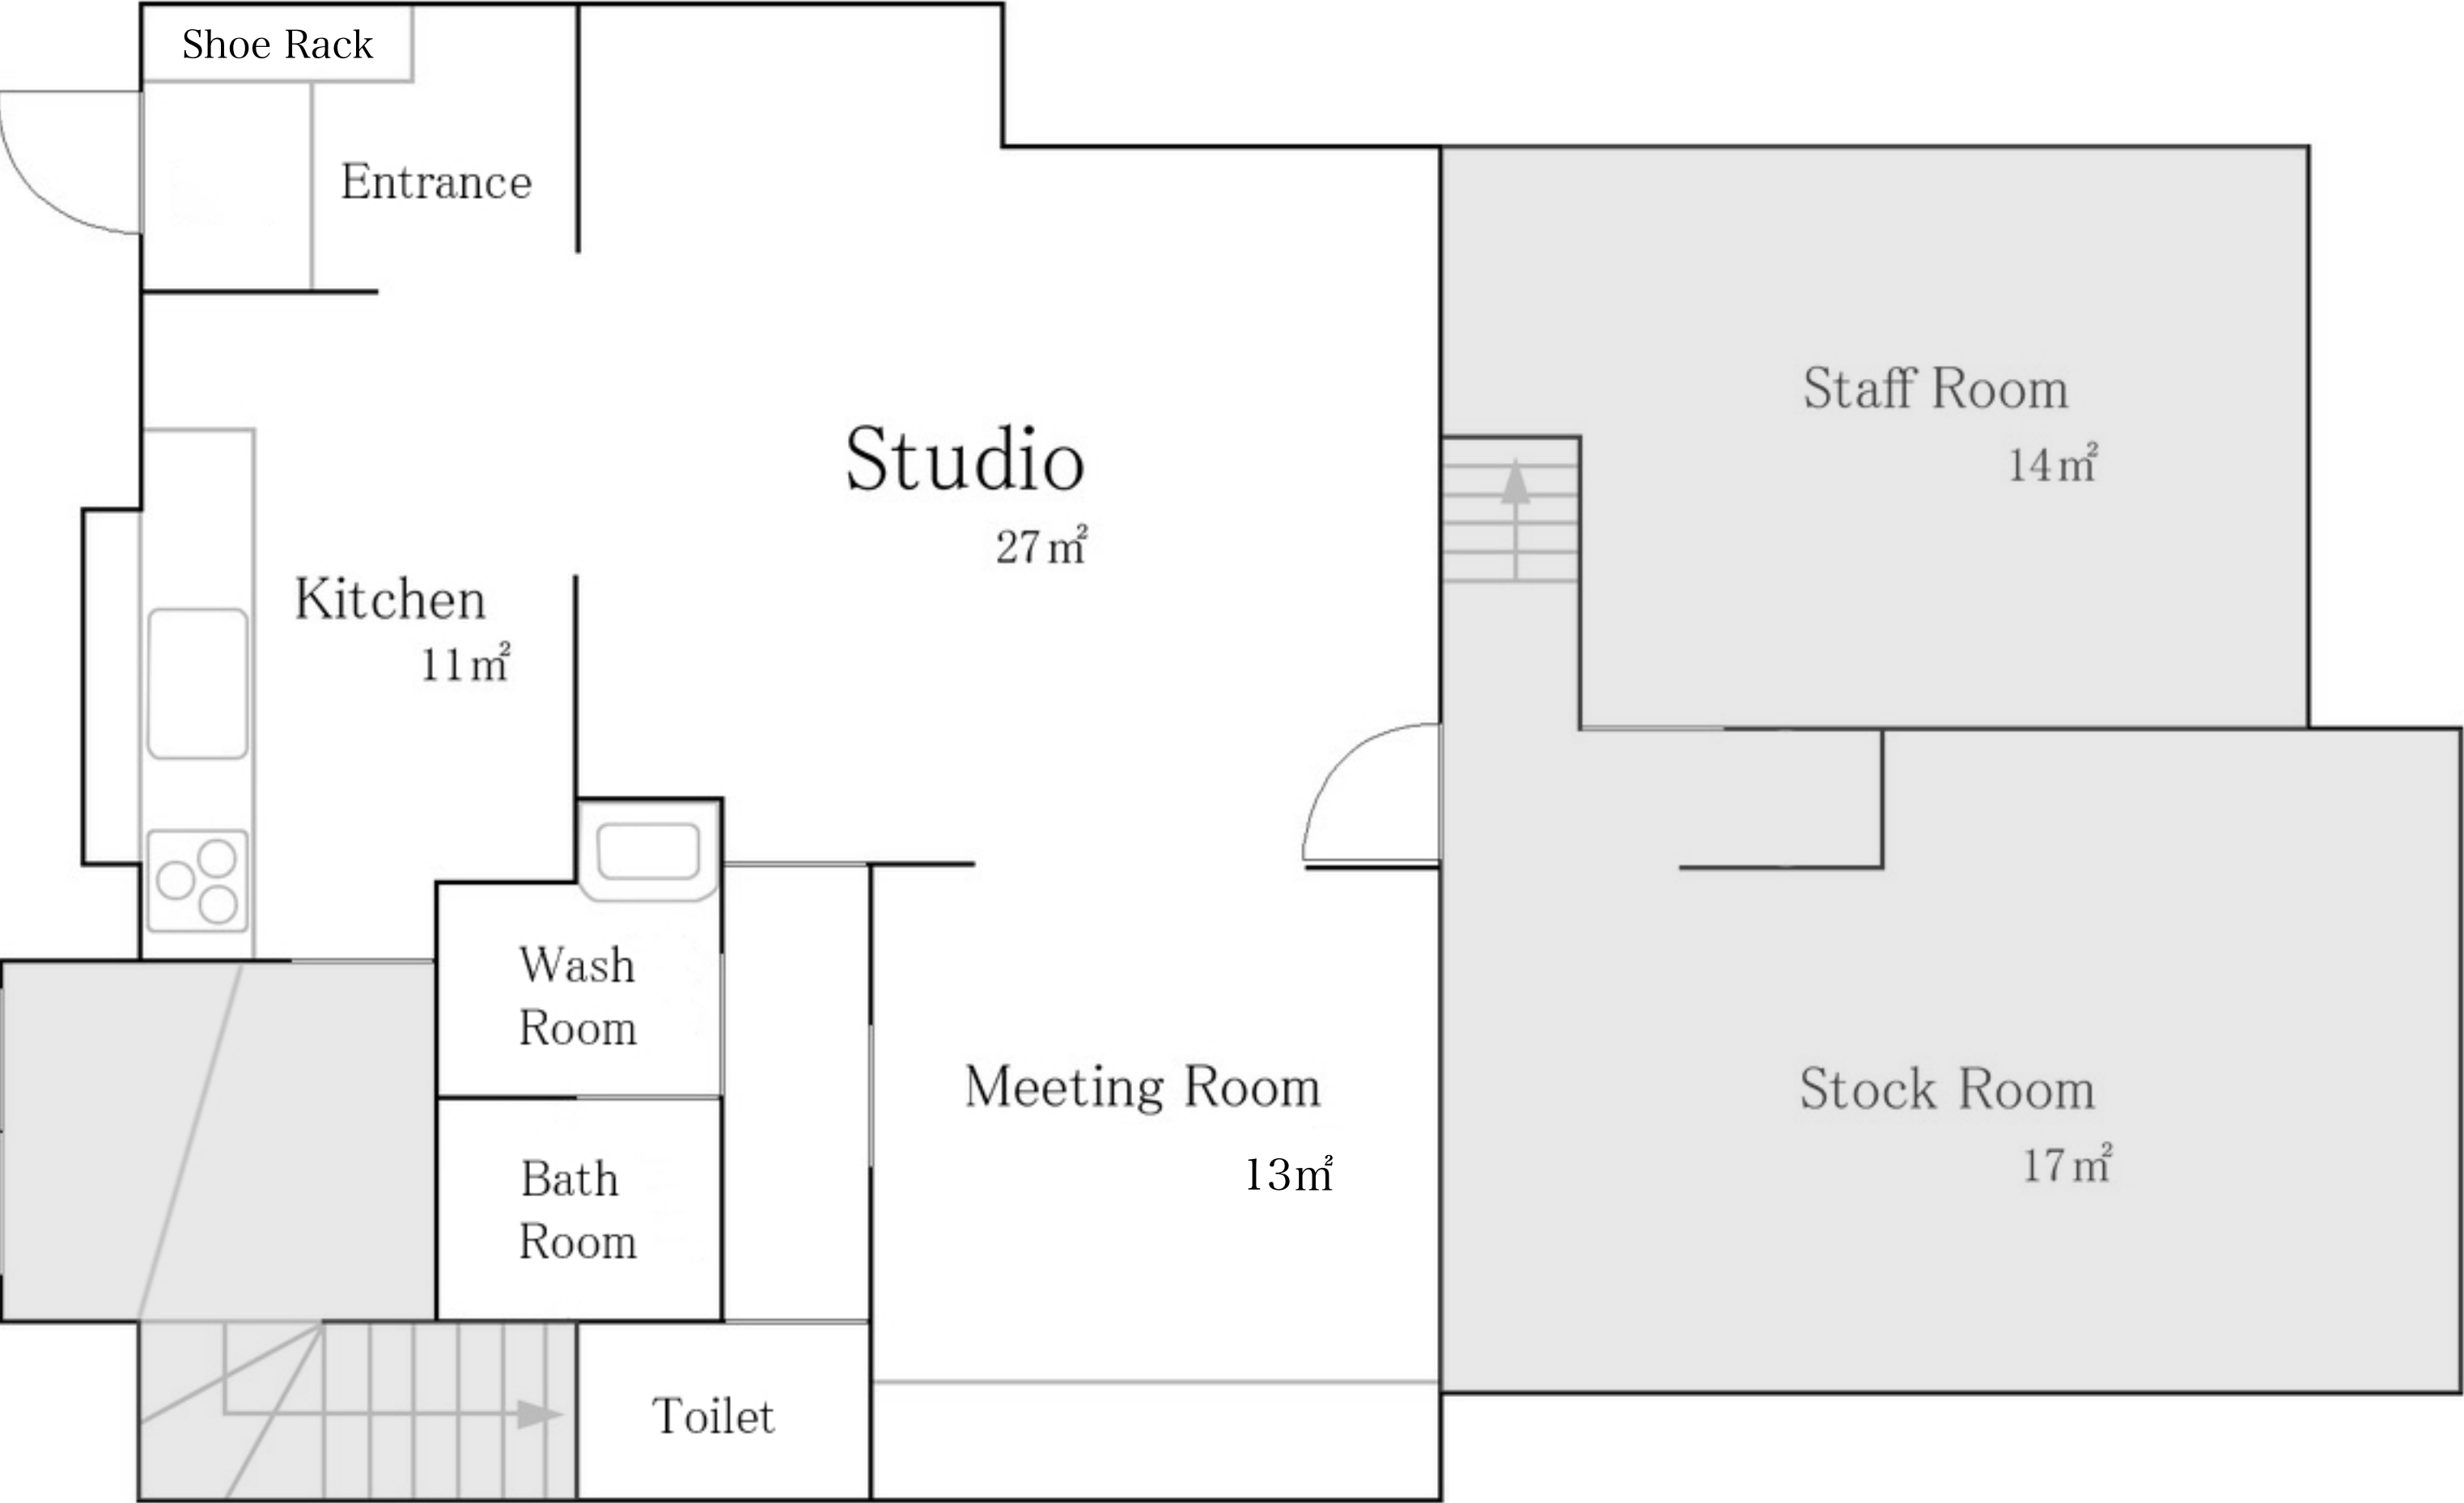 Shoe Rack
Entrance
Studio
27㎡
Staff Room
14㎡
Kitchen
11㎡
Wash
Room
Bath
Room
Meeting Room
13㎡
Stock Room
17㎡
Toilet